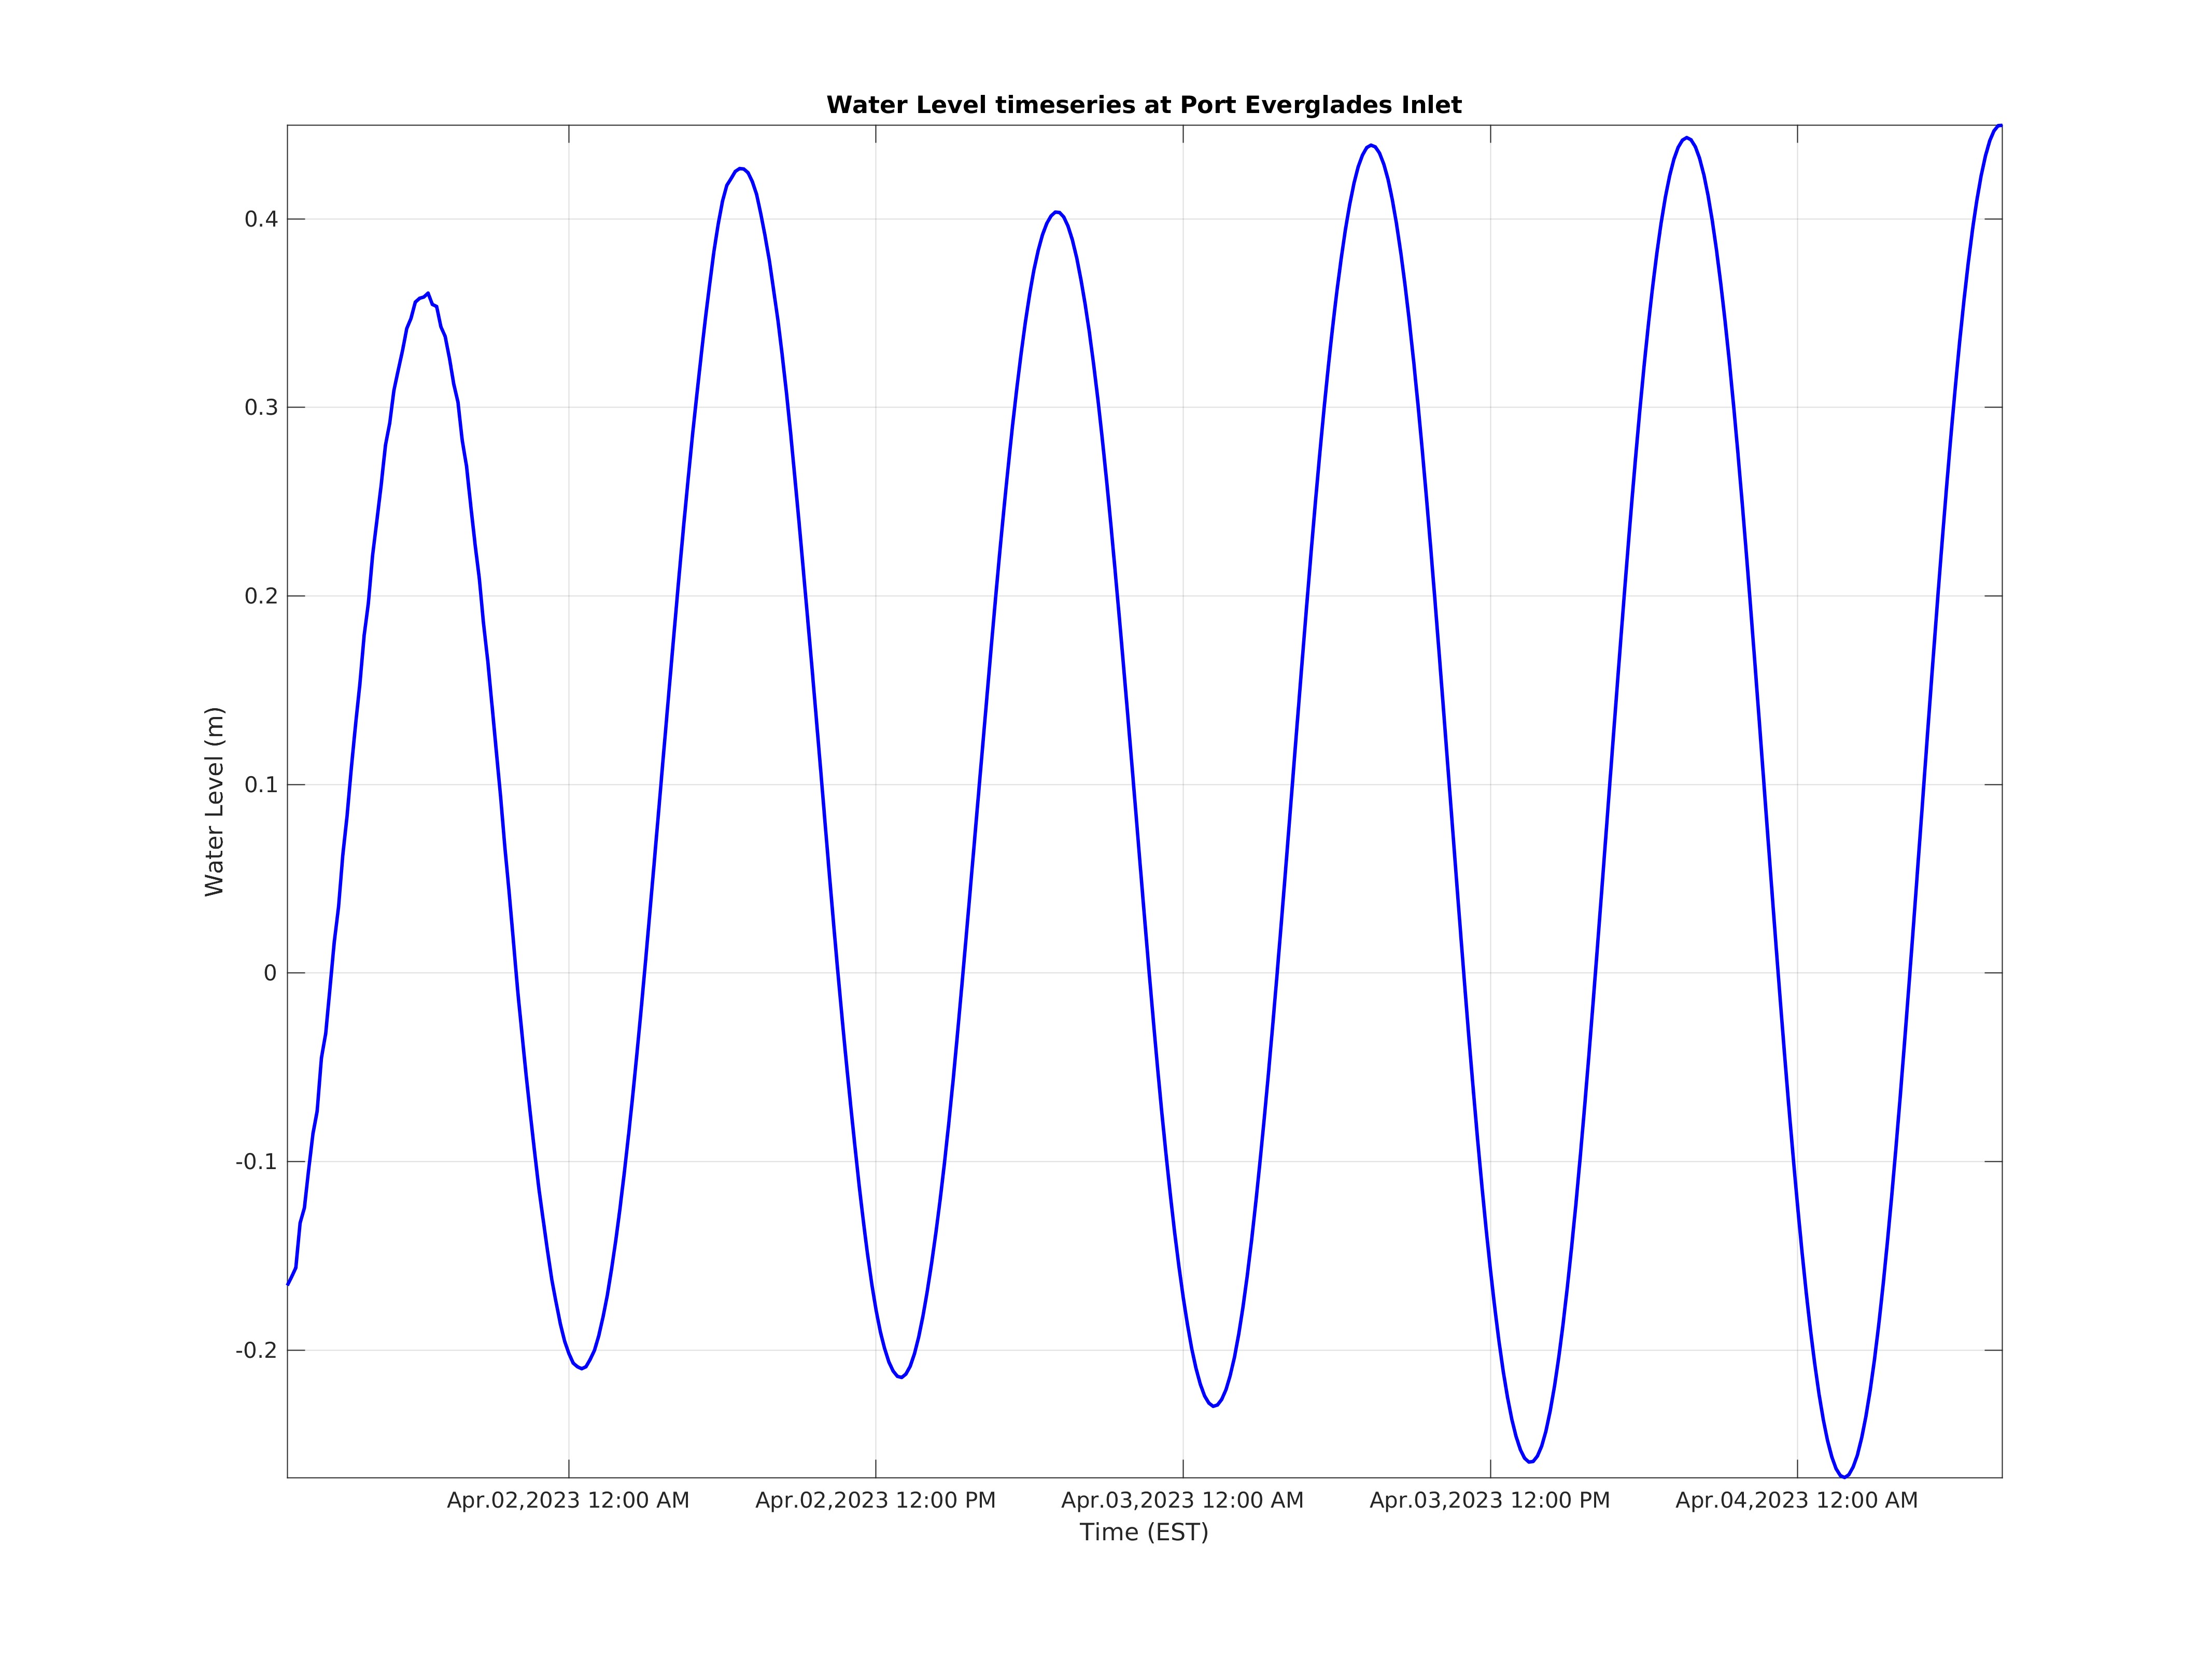 Water Level timeseries at Port Everglades Inlet
0.4
0.3
0.2
0.1
0
-0.1
-0.2
Water Level (m)
Apr.02,2023 12:00 AM
Apr.02,2023 12:00 PM
Apr.03,2023 12:00 AM
Apr.03,2023 12:00 PM
Apr.04,2023 12:00 AM
Time (EST)